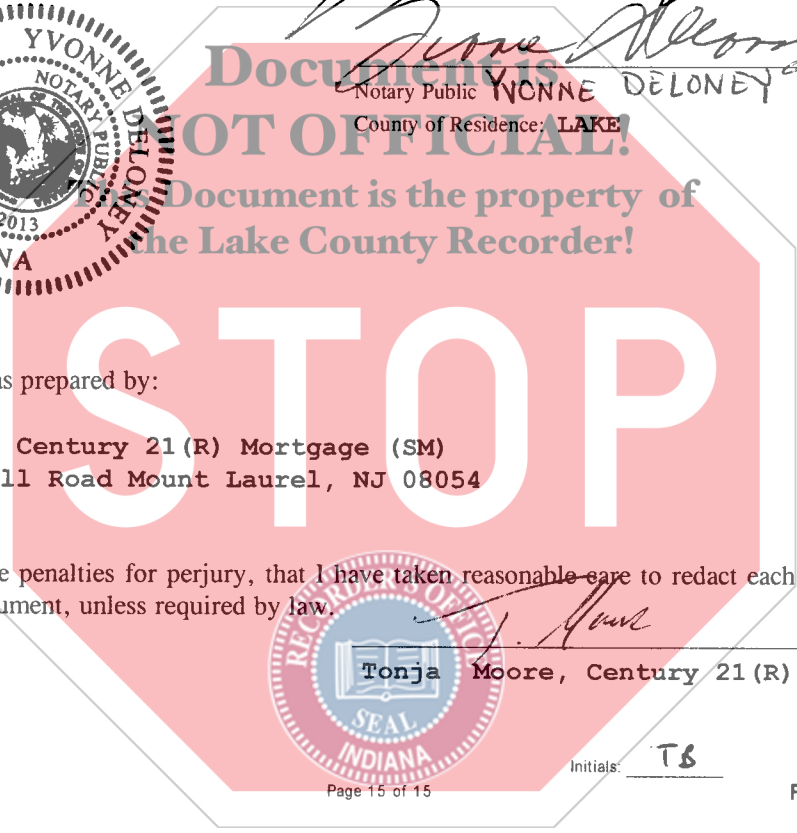 YVONNE DELONEY
NOTARY PUBLIC
2013
Document is
NOT OFFICIAL!
This Document is the property of
the Lake County Recorder!
Notary Public YVONNE DELONEY
County of Residence: LAKE
STOP
as prepared by:
Century 21(R) Mortgage (SM)
ll Road Mount Laurel, NJ 08054
e penalties for perjury, that I have taken reasonable care to redact each
ument, unless required by law.
Tonja Moore, Century 21(R)
RECORDER'S OFFICE
SEAL
INDIANA
Initials: TB
Page 15 of 15